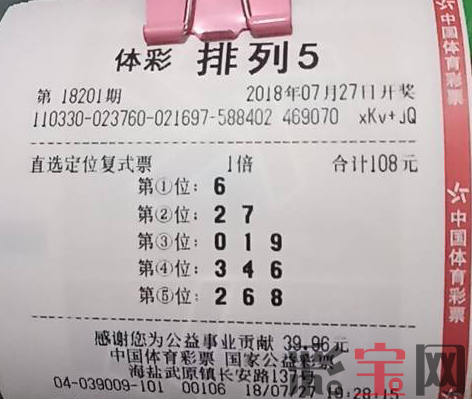 体彩 排列5
第 18201期 2018年07月27日开奖
110330-023760-021697-588402 469070 xKv+jQ
直选定位复式票 1倍 合计108元
第①位: 6
第②位: 2 7
第③位: 0 1 9
第④位: 3 4 6
第⑤位: 2 6 8
感谢您为公益事业贡献 39.96元
中国体育彩票 国家公益彩票
海盐武原镇长安路137号
04-039009-101 00106 18/07/27 19:28:15
中国体育彩票
中国体育彩票
彩宝网